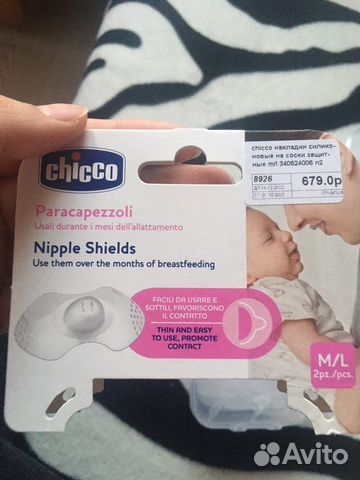 chicco
chicco накладки силико-
новые на соски защит-
ные m/l 340624006 n2
8926
679.0р
Paracapezzoli
Usali durante i mesi dell'allattamento
Nipple Shields
Use them over the months of breastfeeding
FACILI DA USARE E
SOTTILI, FAVORISCONO
IL CONTATTO
THIN AND EASY
TO USE, PROMOTE
CONTACT
M/L
2pz./pcs.
Avito